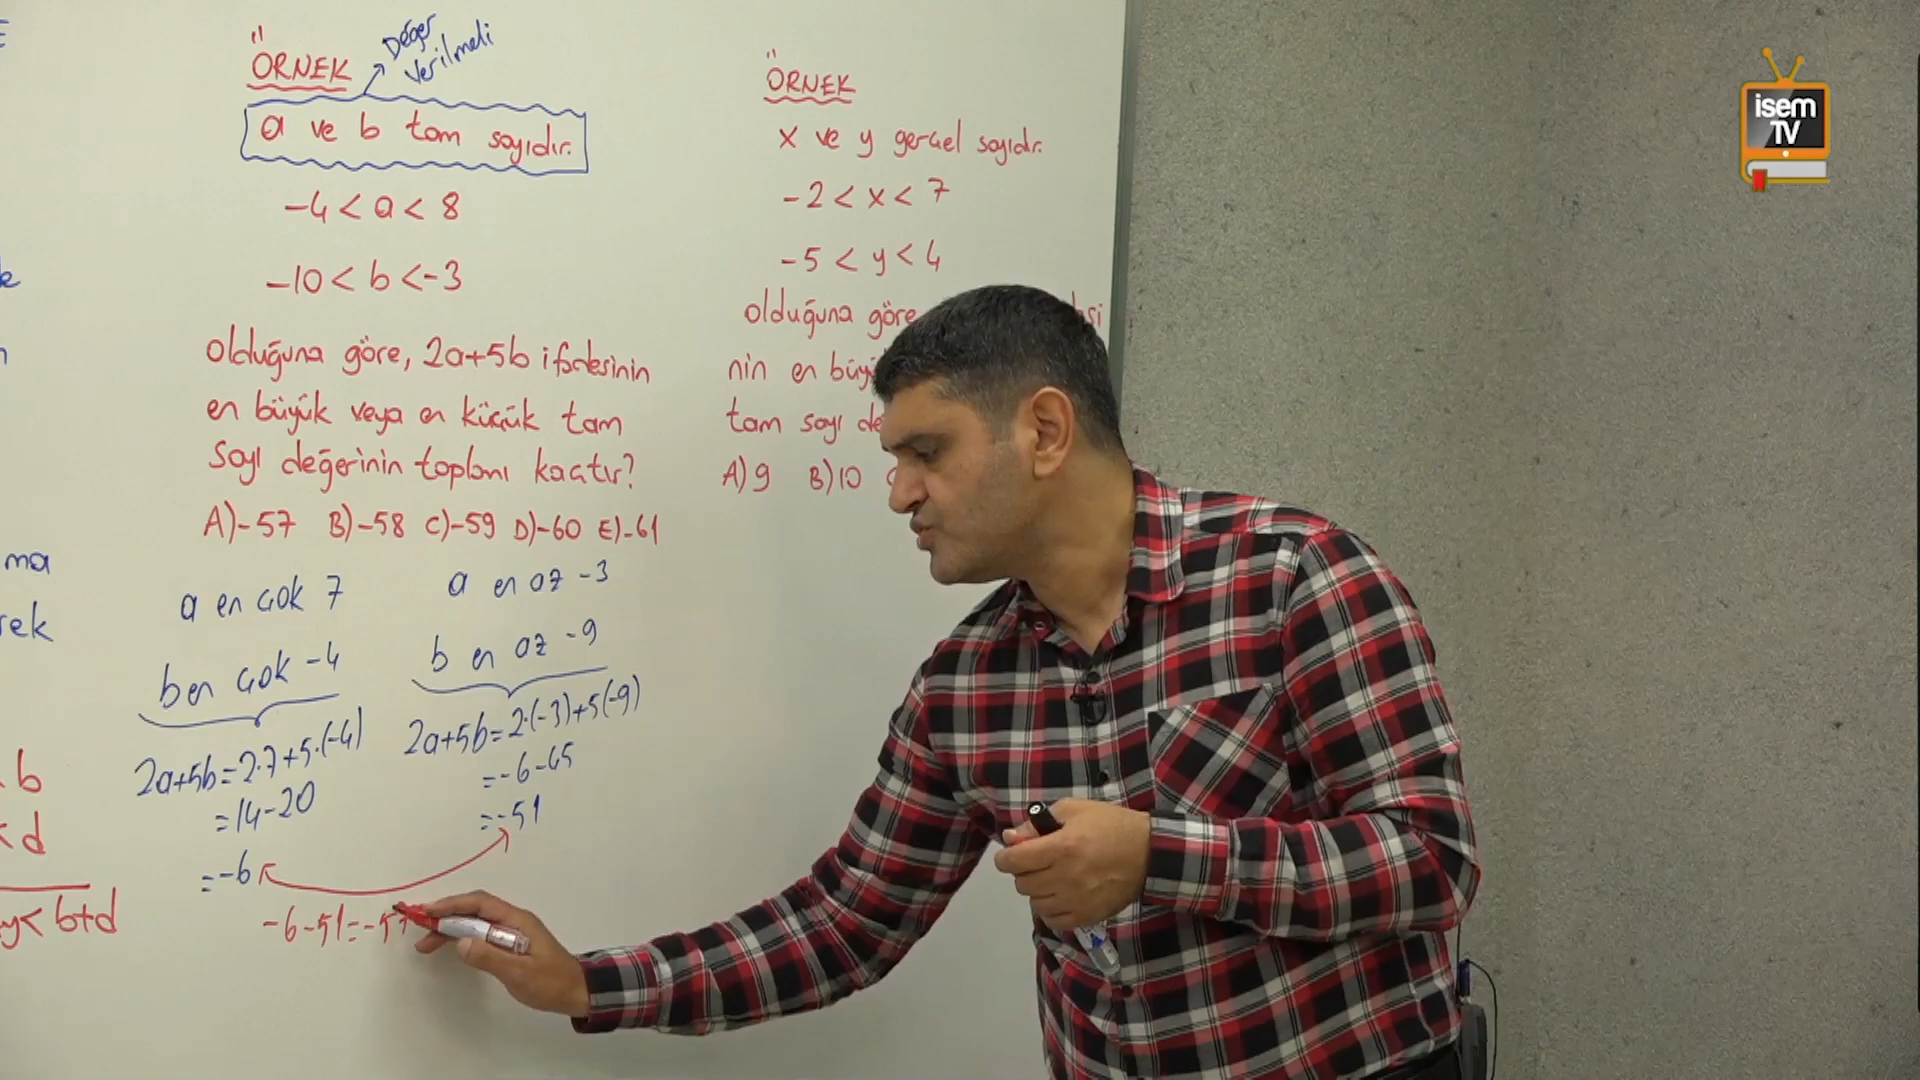 ÖRNEK
Değer
verilmeli
a ve b tam sayıdır.
-4 < a < 8
-10 < b < -3
olduğuna göre, 2a+5b ifadesinin
en büyük veya en küçük tam
sayı değerinin toplamı kaçtır?
A)-57 B)-58 C)-59 D)-60 E)-61
a en çok 7
b en çok -4
2a+5b=2.7+5.(-4)
=14-20
=-6
a en az -3
b en az -9
2a+5b=2.(-3)+5(-9)
=-6-45
=-51
-6-51=-57
ÖRNEK
x ve y gerçel sayıdır.
-2 < x < 7
-5 < y < 4
olduğuna göre
nin en büyü
tam sayı de
A)9 B)10
ma
rek
b
< d
y< b+d
isem
TV